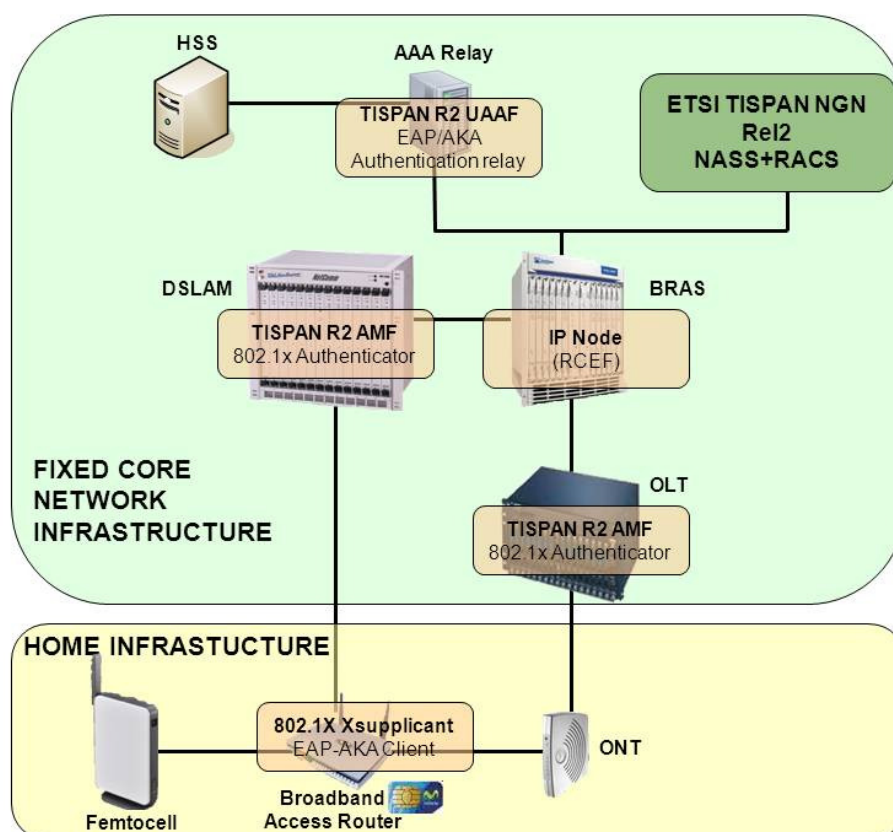 HSS
AAA Relay
TISPAN R2 UAAF
EAP/AKA
Authentication relay
ETSI TISPAN NGN
Rel2
NASS+RACS
DSLAM
BRAS
TISPAN R2 AMF
802.1x Authenticator
IP Node
(RCEF)
FIXED CORE
NETWORK
INFRASTRUCTURE
OLT
TISPAN R2 AMF
802.1x Authenticator
HOME INFRASTUCTURE
802.1X Xsupplicant
EAP-AKA Client
ONT
Broadband
Access Router
Femtocell